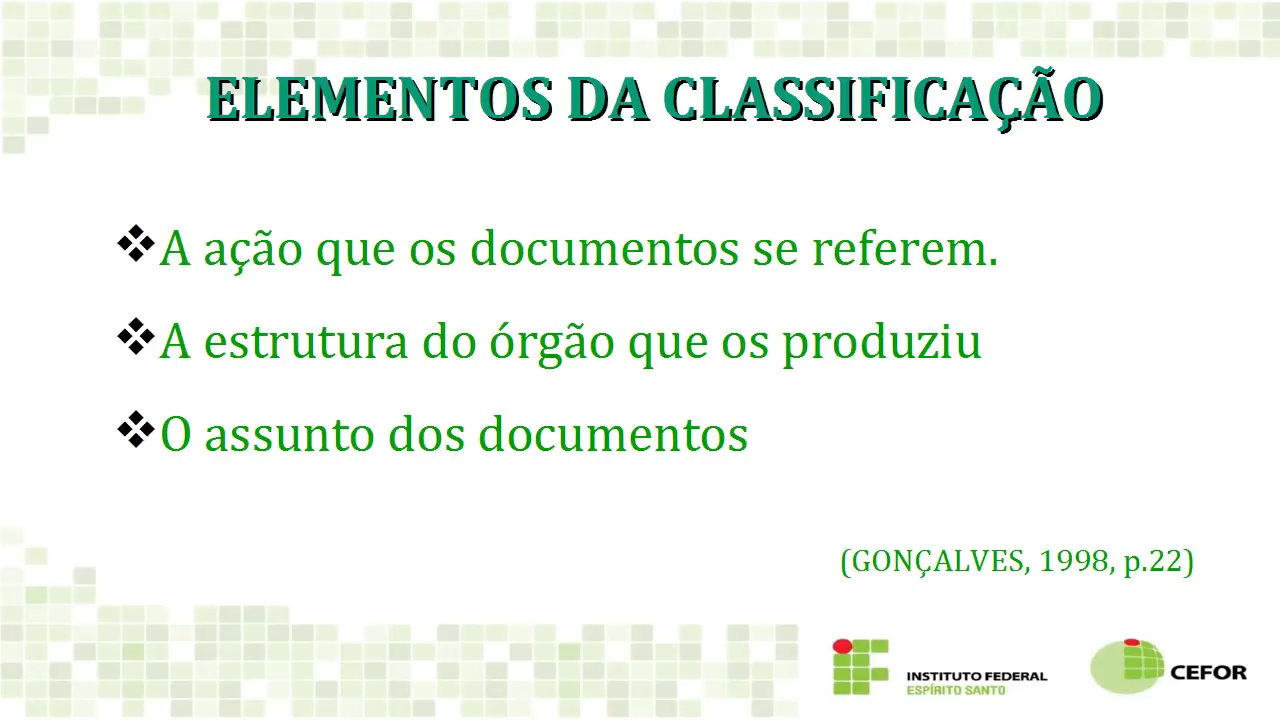 ELEMENTOS DA CLASSIFICAÇÃO
❖A ação que os documentos se referem.
❖A estrutura do órgão que os produziu
❖O assunto dos documentos
(GONÇALVES, 1998, p.22)
INSTITUTO FEDERAL
ESPÍRITO SANTO
CEFOR